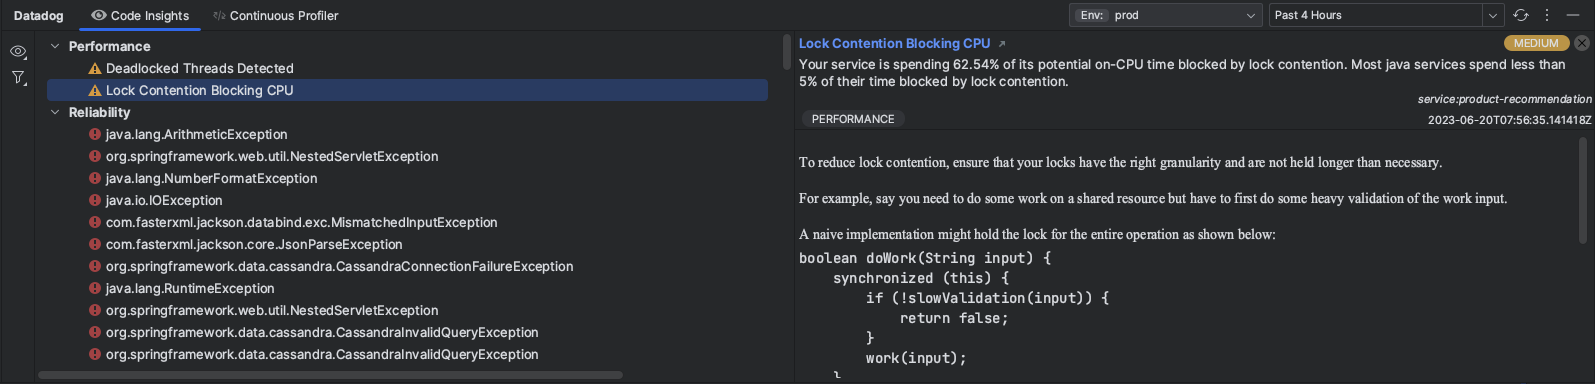 Datadog
Code Insights
Continuous Profiler
Env: prod
Past 4 Hours
Performance
Deadlocked Threads Detected
Lock Contention Blocking CPU
Reliability
java.lang.ArithmeticException
org.springframework.web.util.NestedServletException
java.lang.NumberFormatException
java.io.IOException
com.fasterxml.jackson.databind.exc.MismatchedInputException
com.fasterxml.jackson.core.JsonParseException
org.springframework.data.cassandra.CassandraConnectionFailureException
java.lang.RuntimeException
org.springframework.web.util.NestedServletException
org.springframework.data.cassandra.CassandraInvalidQueryException
org.springframework.data.cassandra.CassandraInvalidQueryException
Lock Contention Blocking CPU ↗
MEDIUM
Your service is spending 62.54% of its potential on-CPU time blocked by lock contention. Most java services spend less than
5% of their time blocked by lock contention.
service:product-recommendation
PERFORMANCE
2023-06-20T07:56:35.141418Z
To reduce lock contention, ensure that your locks have the right granularity and are not held longer than necessary.
For example, say you need to do some work on a shared resource but have to first do some heavy validation of the work input.
A naive implementation might hold the lock for the entire operation as shown below:
boolean doWork(String input) {
    synchronized (this) {
        if (!slowValidation(input)) {
            return false;
        }
        work(input);
    }